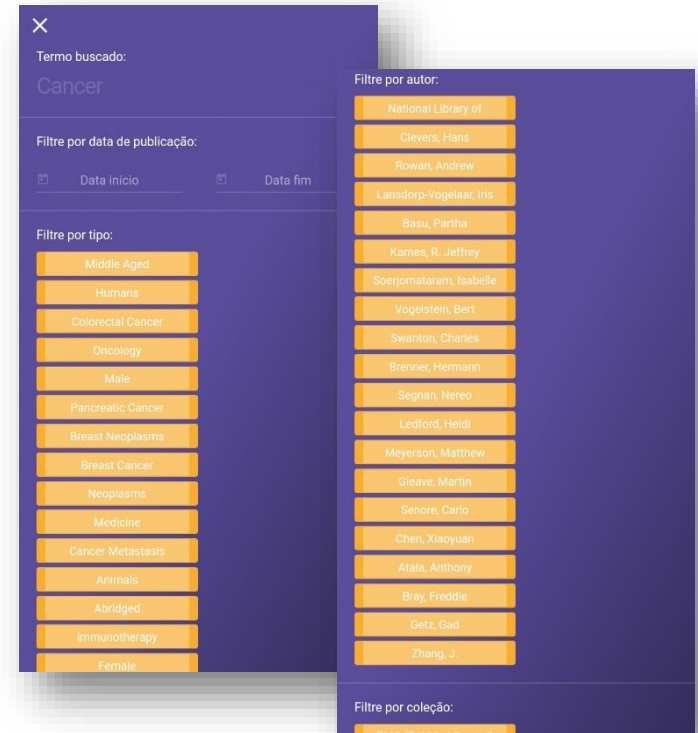 Termo buscado:
Cancer
Filtre por data de publicação:
Data início
Data fim
Filtre por tipo:
Middle Aged
Humans
Colorectal Cancer
Oncology
Male
Pancreatic Cancer
Breast Neoplasms
Breast Cancer
Neoplasms
Medicine
Cancer Metastasis
Animals
Abridged
Immunotherapy
Female
Filtre por autor:
National Library of
Clevers, Hans
Rowan, Andrew
Lansdorp-Vogelaar, Iris
Basu, Partha
Karnes, R. Jeffrey
Soerjomataram, Isabelle
Vogelstein, Bert
Swanton, Charles
Brenner, Hermann
Segnan, Nereo
Ledford, Heidi
Meyerson, Matthew
Gleave, Martin
Senore, Carlo
Chen, Xiaoyuan
Atala, Anthony
Bray, Freddie
Getz, Gad
Zhang, J.
Filtre por coleção: